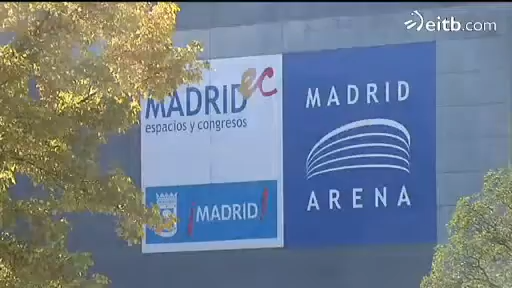 eitb.com
MADRID ec
espacios y congresos
¡MADRID!
MADRID
ARENA